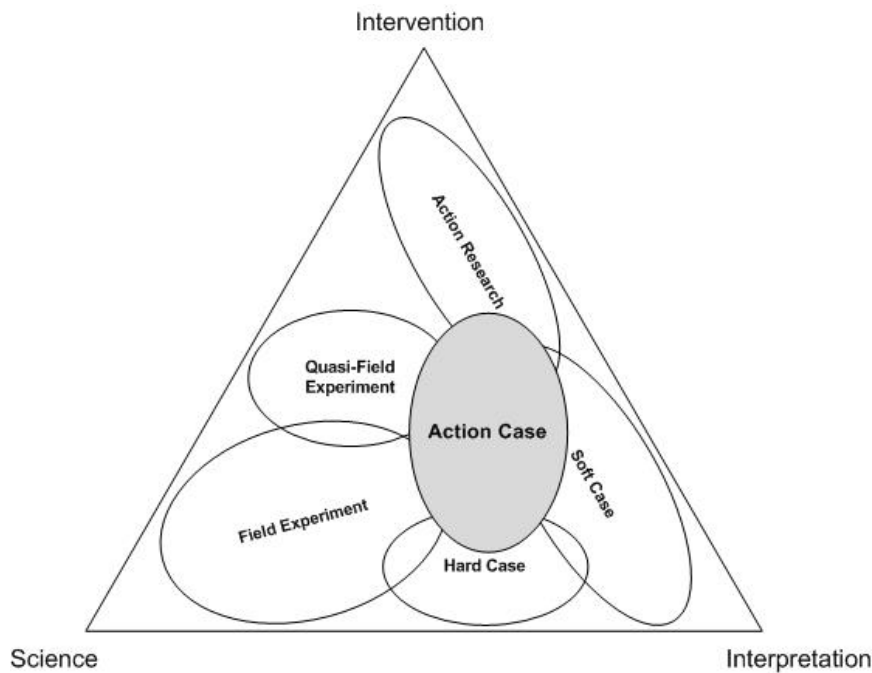 Intervention
Action Research
Quasi-Field
Experiment
Action Case
Soft Case
Field Experiment
Hard Case
Science
Interpretation